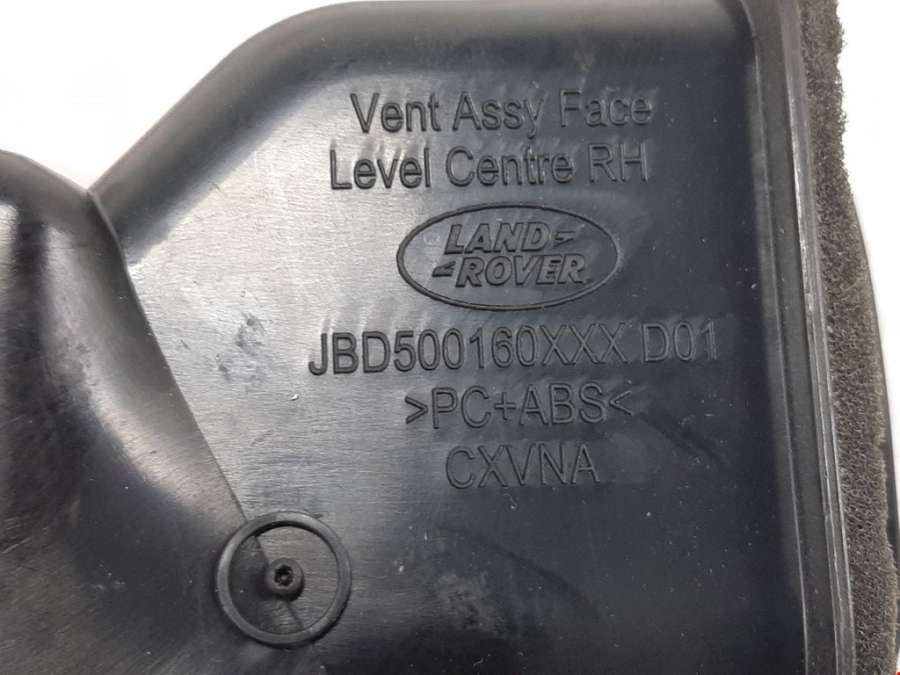 Vent Assy Face
Level Centre RH
LAND
ROVER
JBD500160XXX D01
>PC+ABS<
CXVNA